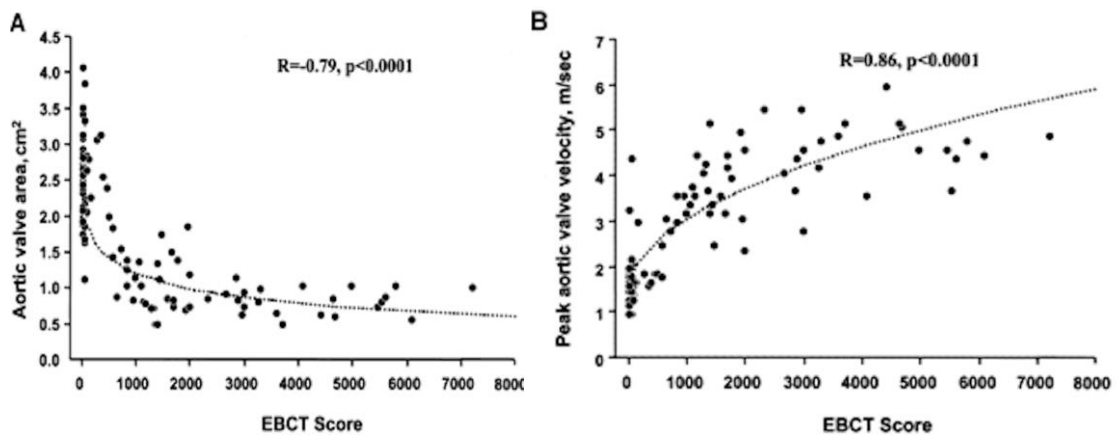 A
R=-0.79, p<0.0001
Aortic valve area, cm²
4.5
4.0
3.5
3.0
2.5
2.0
1.5
1.0
0.5
0.0
0 1000 2000 3000 4000 5000 6000 7000 8000
EBCT Score
B
R=0.86, p<0.0001
Peak aortic valve velocity, m/sec
7
6
5
4
3
2
1
0
0 1000 2000 3000 4000 5000 6000 7000 8000
EBCT Score